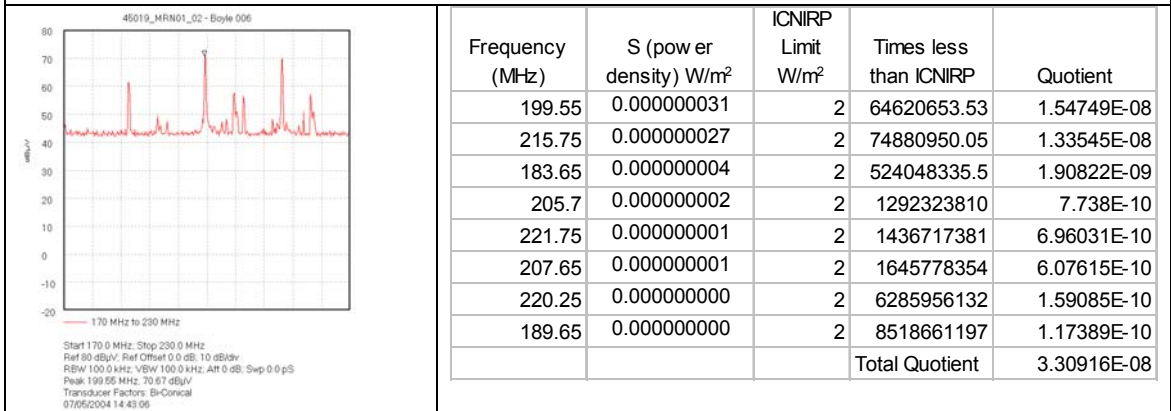 45019_MRN01_02 - Boyle 006
80
70
60
50
40
30
20
10
0
-10
-20
dBµV
170 MHz to 230 MHz
Start 170.0 MHz; Stop 230.0 MHz
Ref 80 dBµV; Ref Offset 0.0 dB; 10 dB/div
RBW 100.0 kHz; VBW 100.0 kHz; Att 0 dB; Swp 0.0 pS
Peak 199.55 MHz, 70.67 dBµV
Transducer Factors: Bi-Conical
07/05/2004 14:43:06
Frequency (MHz) S (pow er density) W/m² ICNIRP Limit W/m² Times less than ICNIRP Quotient
199.55 0.000000031 2 64620653.53 1.54749E-08
215.75 0.000000027 2 74880950.05 1.33545E-08
183.65 0.000000004 2 524048335.5 1.90822E-09
205.7 0.000000002 2 1292323810 7.738E-10
221.75 0.000000001 2 1436717381 6.96031E-10
207.65 0.000000001 2 1645778354 6.07615E-10
220.25 0.000000000 2 6285956132 1.59085E-10
189.65 0.000000000 2 8518661197 1.17389E-10
Total Quotient 3.30916E-08